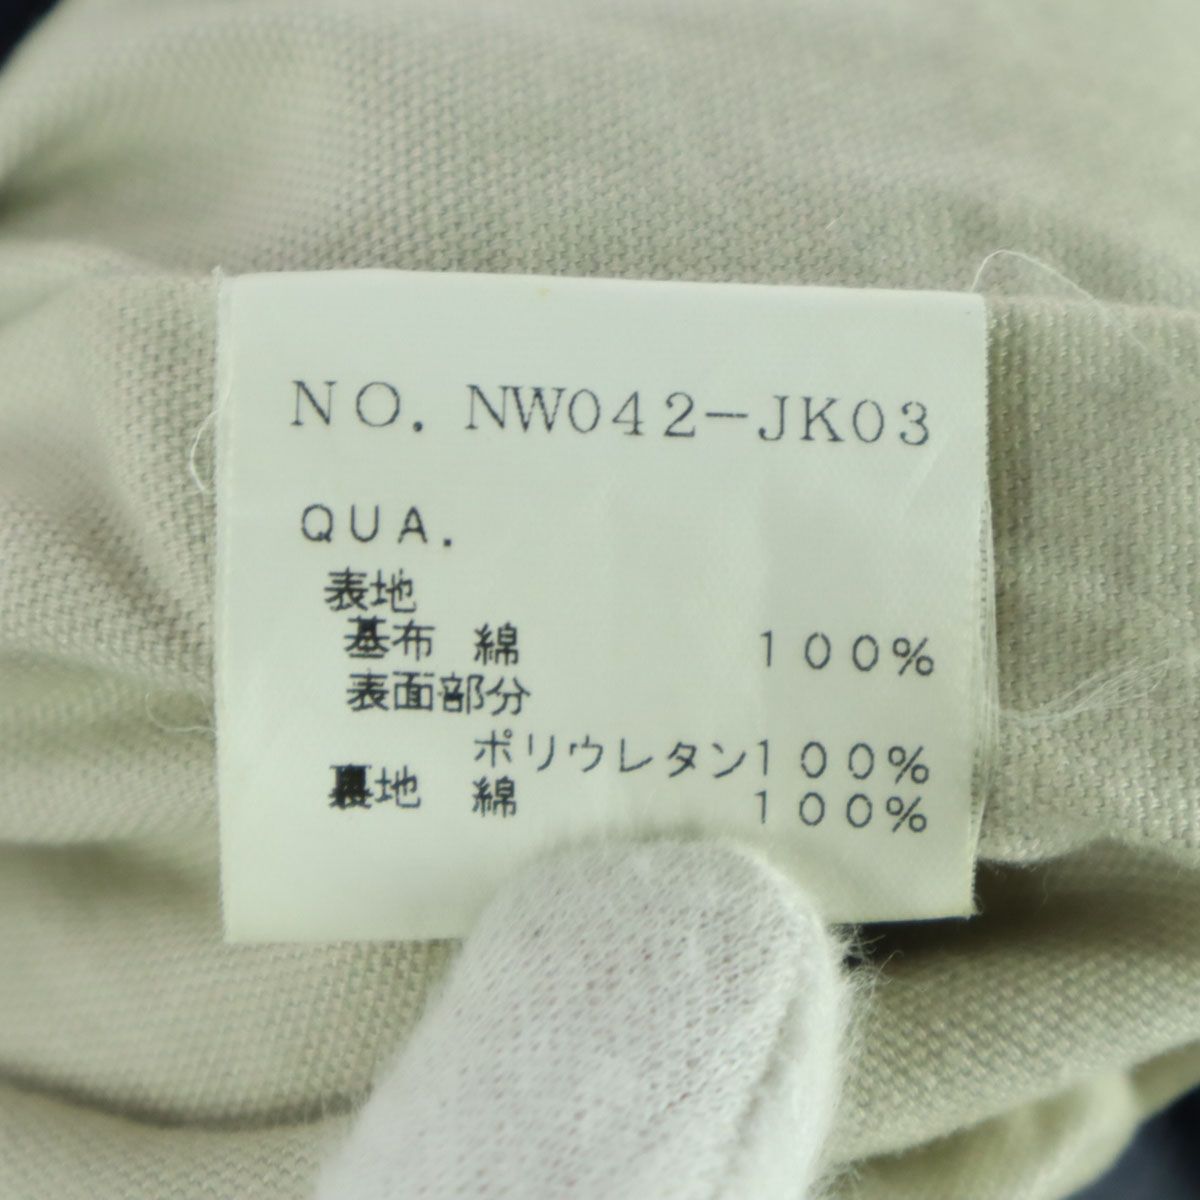 NO. NW042-JK03
QUA.
表地
基布 綿 100%
表面部分
ポリウレタン100%
裏地 綿 100%